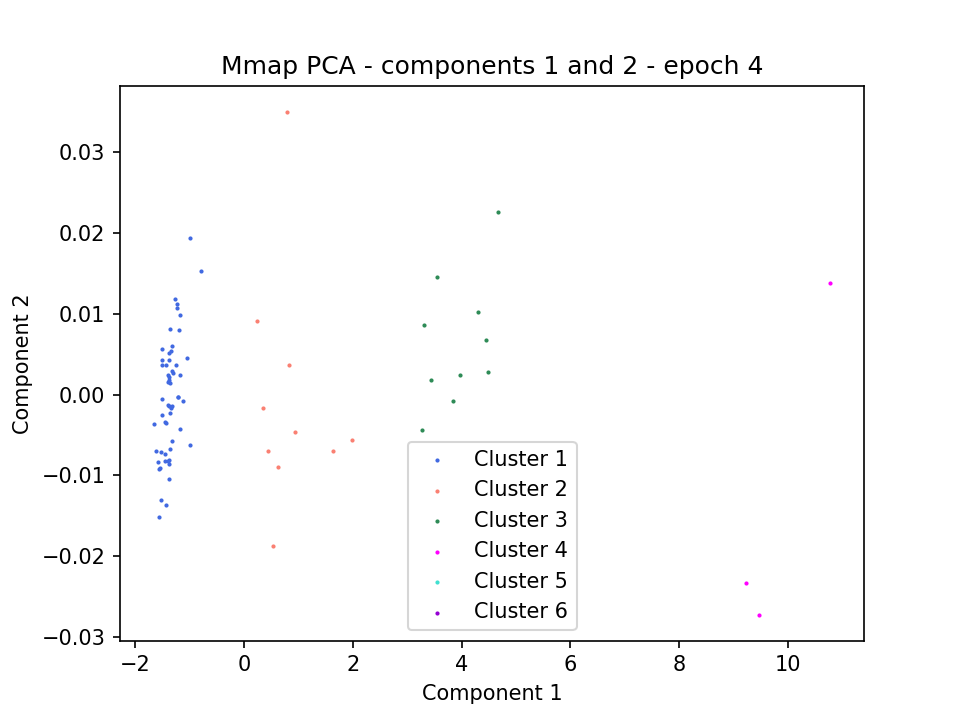 Mmap PCA - components 1 and 2 - epoch 4
0.03
0.02
0.01
0.00
−0.01
−0.02
−0.03
Component 2
Cluster 1
Cluster 2
Cluster 3
Cluster 4
Cluster 5
Cluster 6
−2 0 2 4 6 8 10
Component 1